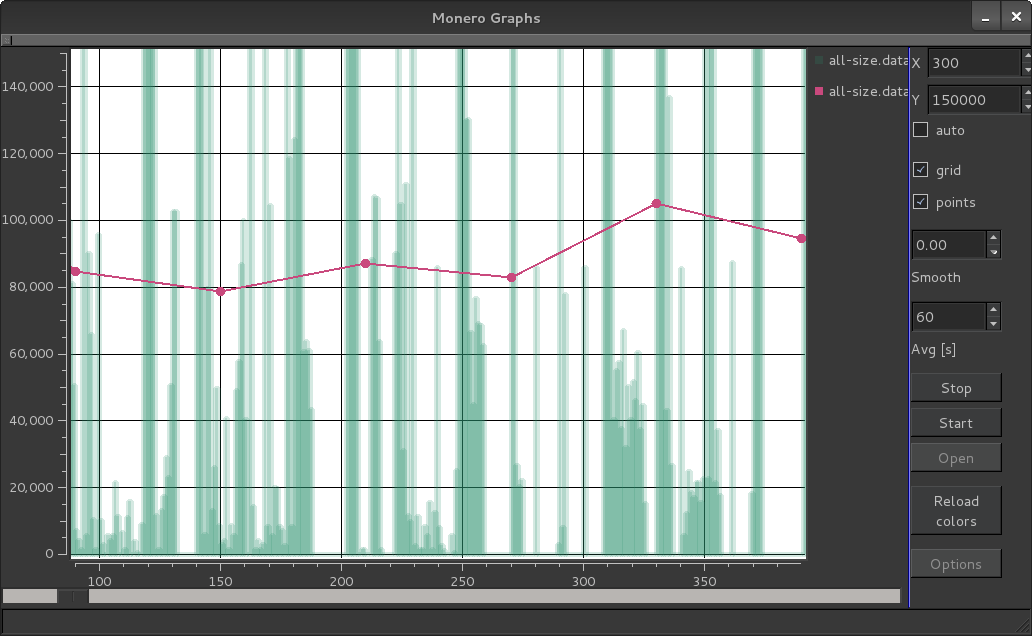 Monero Graphs
140,000
120,000
100,000
80,000
60,000
40,000
20,000
0
100
150
200
250
300
350
all-size.data
all-size.data
X 300
Y 150000
auto
grid
points
0.00
Smooth
60
Avg [s]
Stop
Start
Open
Reload
colors
Options